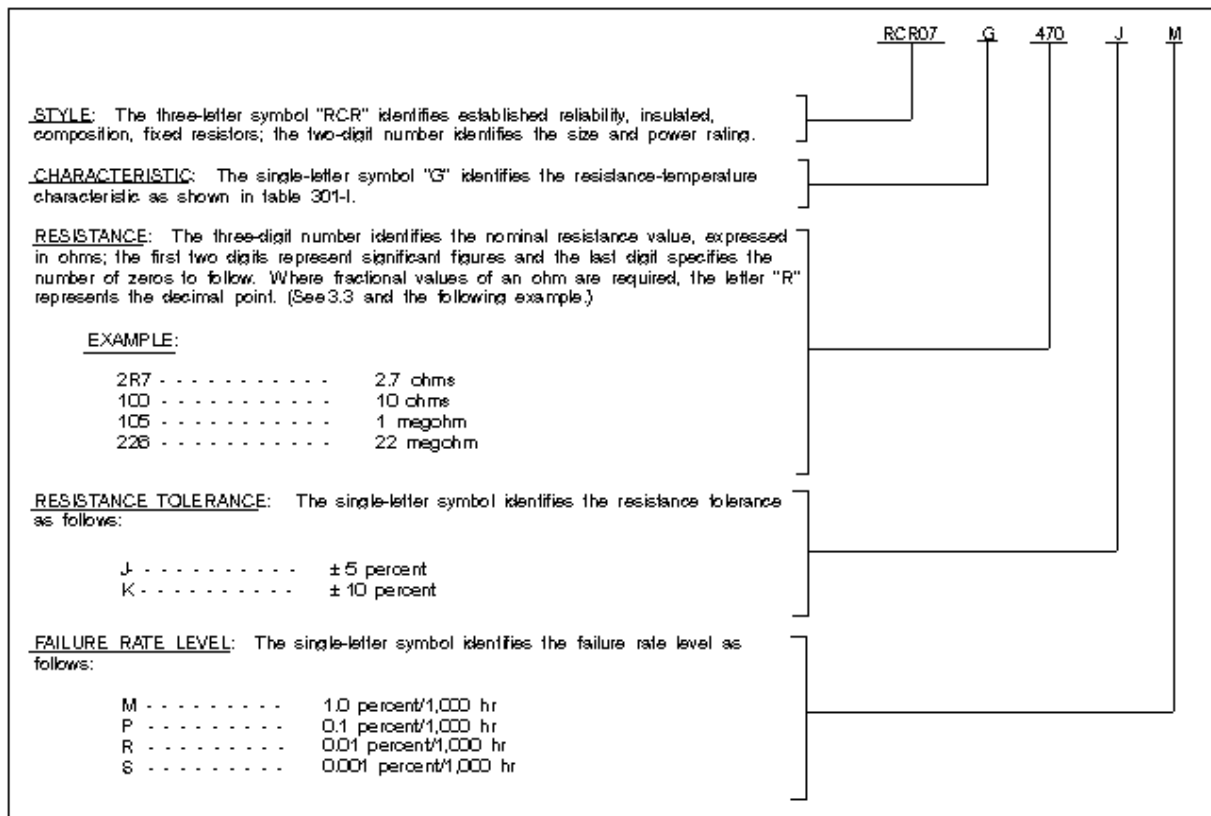 RCR07 G 470 J M
STYLE: The three-letter symbol "RCR" identifies established reliability, insulated,
composition, fixed resistors; the two-digit number identifies the size and power rating.
CHARACTERISTIC: The single-letter symbol "G" identifies the resistance-temperature
characteristic as shown in table 301-I.
RESISTANCE: The three-digit number identifies the nominal resistance value, expressed
in ohms; the first two digits represent significant figures and the last digit specifies the
number of zeros to follow. Where fractional values of an ohm are required, the letter "R"
represents the decimal point. (See 3.3 and the following example.)
EXAMPLE:
2R7 - - - - - - - - - - - 2.7 ohms
100 - - - - - - - - - - - 10 ohms
105 - - - - - - - - - - - 1 megohm
226 - - - - - - - - - - - 22 megohm
RESISTANCE TOLERANCE: The single-letter symbol identifies the resistance tolerance
as follows:
J - - - - - - - - - - ± 5 percent
K - - - - - - - - - - ± 10 percent
FAILURE RATE LEVEL: The single-letter symbol identifies the failure rate level as
follows:
M - - - - - - - - - 1.0 percent/1,000 hr
P - - - - - - - - - 0.1 percent/1,000 hr
R - - - - - - - - - 0.01 percent/1,000 hr
S - - - - - - - - - 0.001 percent/1,000 hr